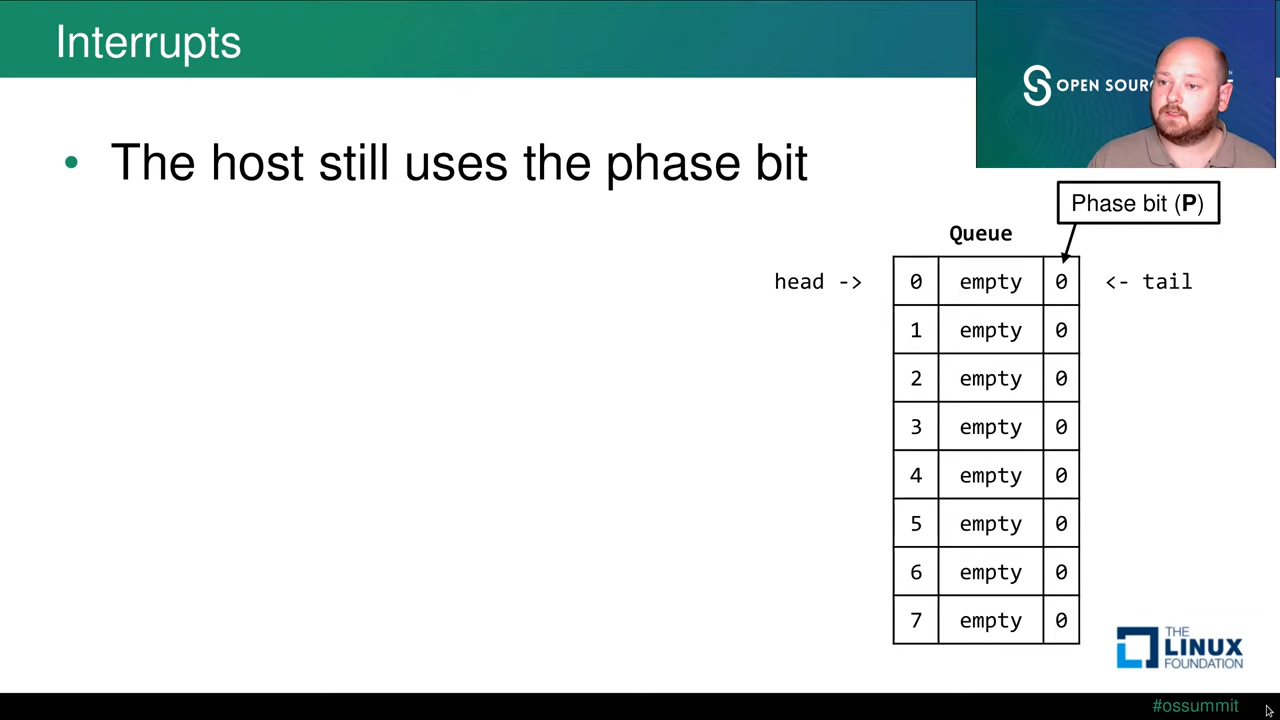 Interrupts
OPEN SOUR
• The host still uses the phase bit
Phase bit (P)
Queue
head -> 0 empty 0 <- tail
1 empty 0
2 empty 0
3 empty 0
4 empty 0
5 empty 0
6 empty 0
7 empty 0
THE
LINUX
FOUNDATION
#ossummit